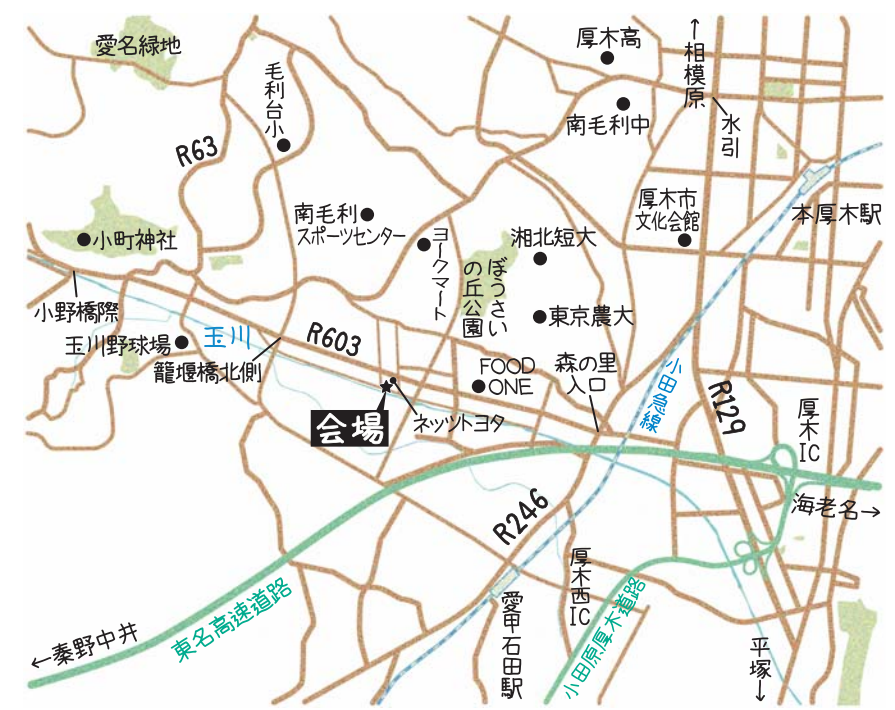 愛名緑地
毛利台小
R63
厚木高
←相模原
南毛利中
水引
小町神社
南毛利
スポーツセンター
ヨークマート
ぼうさい
の丘公園
湘北短大
厚木市
文化会館
本厚木駅
小野橋際
玉川野球場
玉川
籠堰橋北側
R603
東京農大
FOOD
ONE
森の里
入口
小田急線
R129
厚木
IC
会場
ネッツトヨタ
海老名→
R246
厚木西IC
愛甲石田駅
小田原厚木道路
東名高速道路
←秦野中井
平塚→